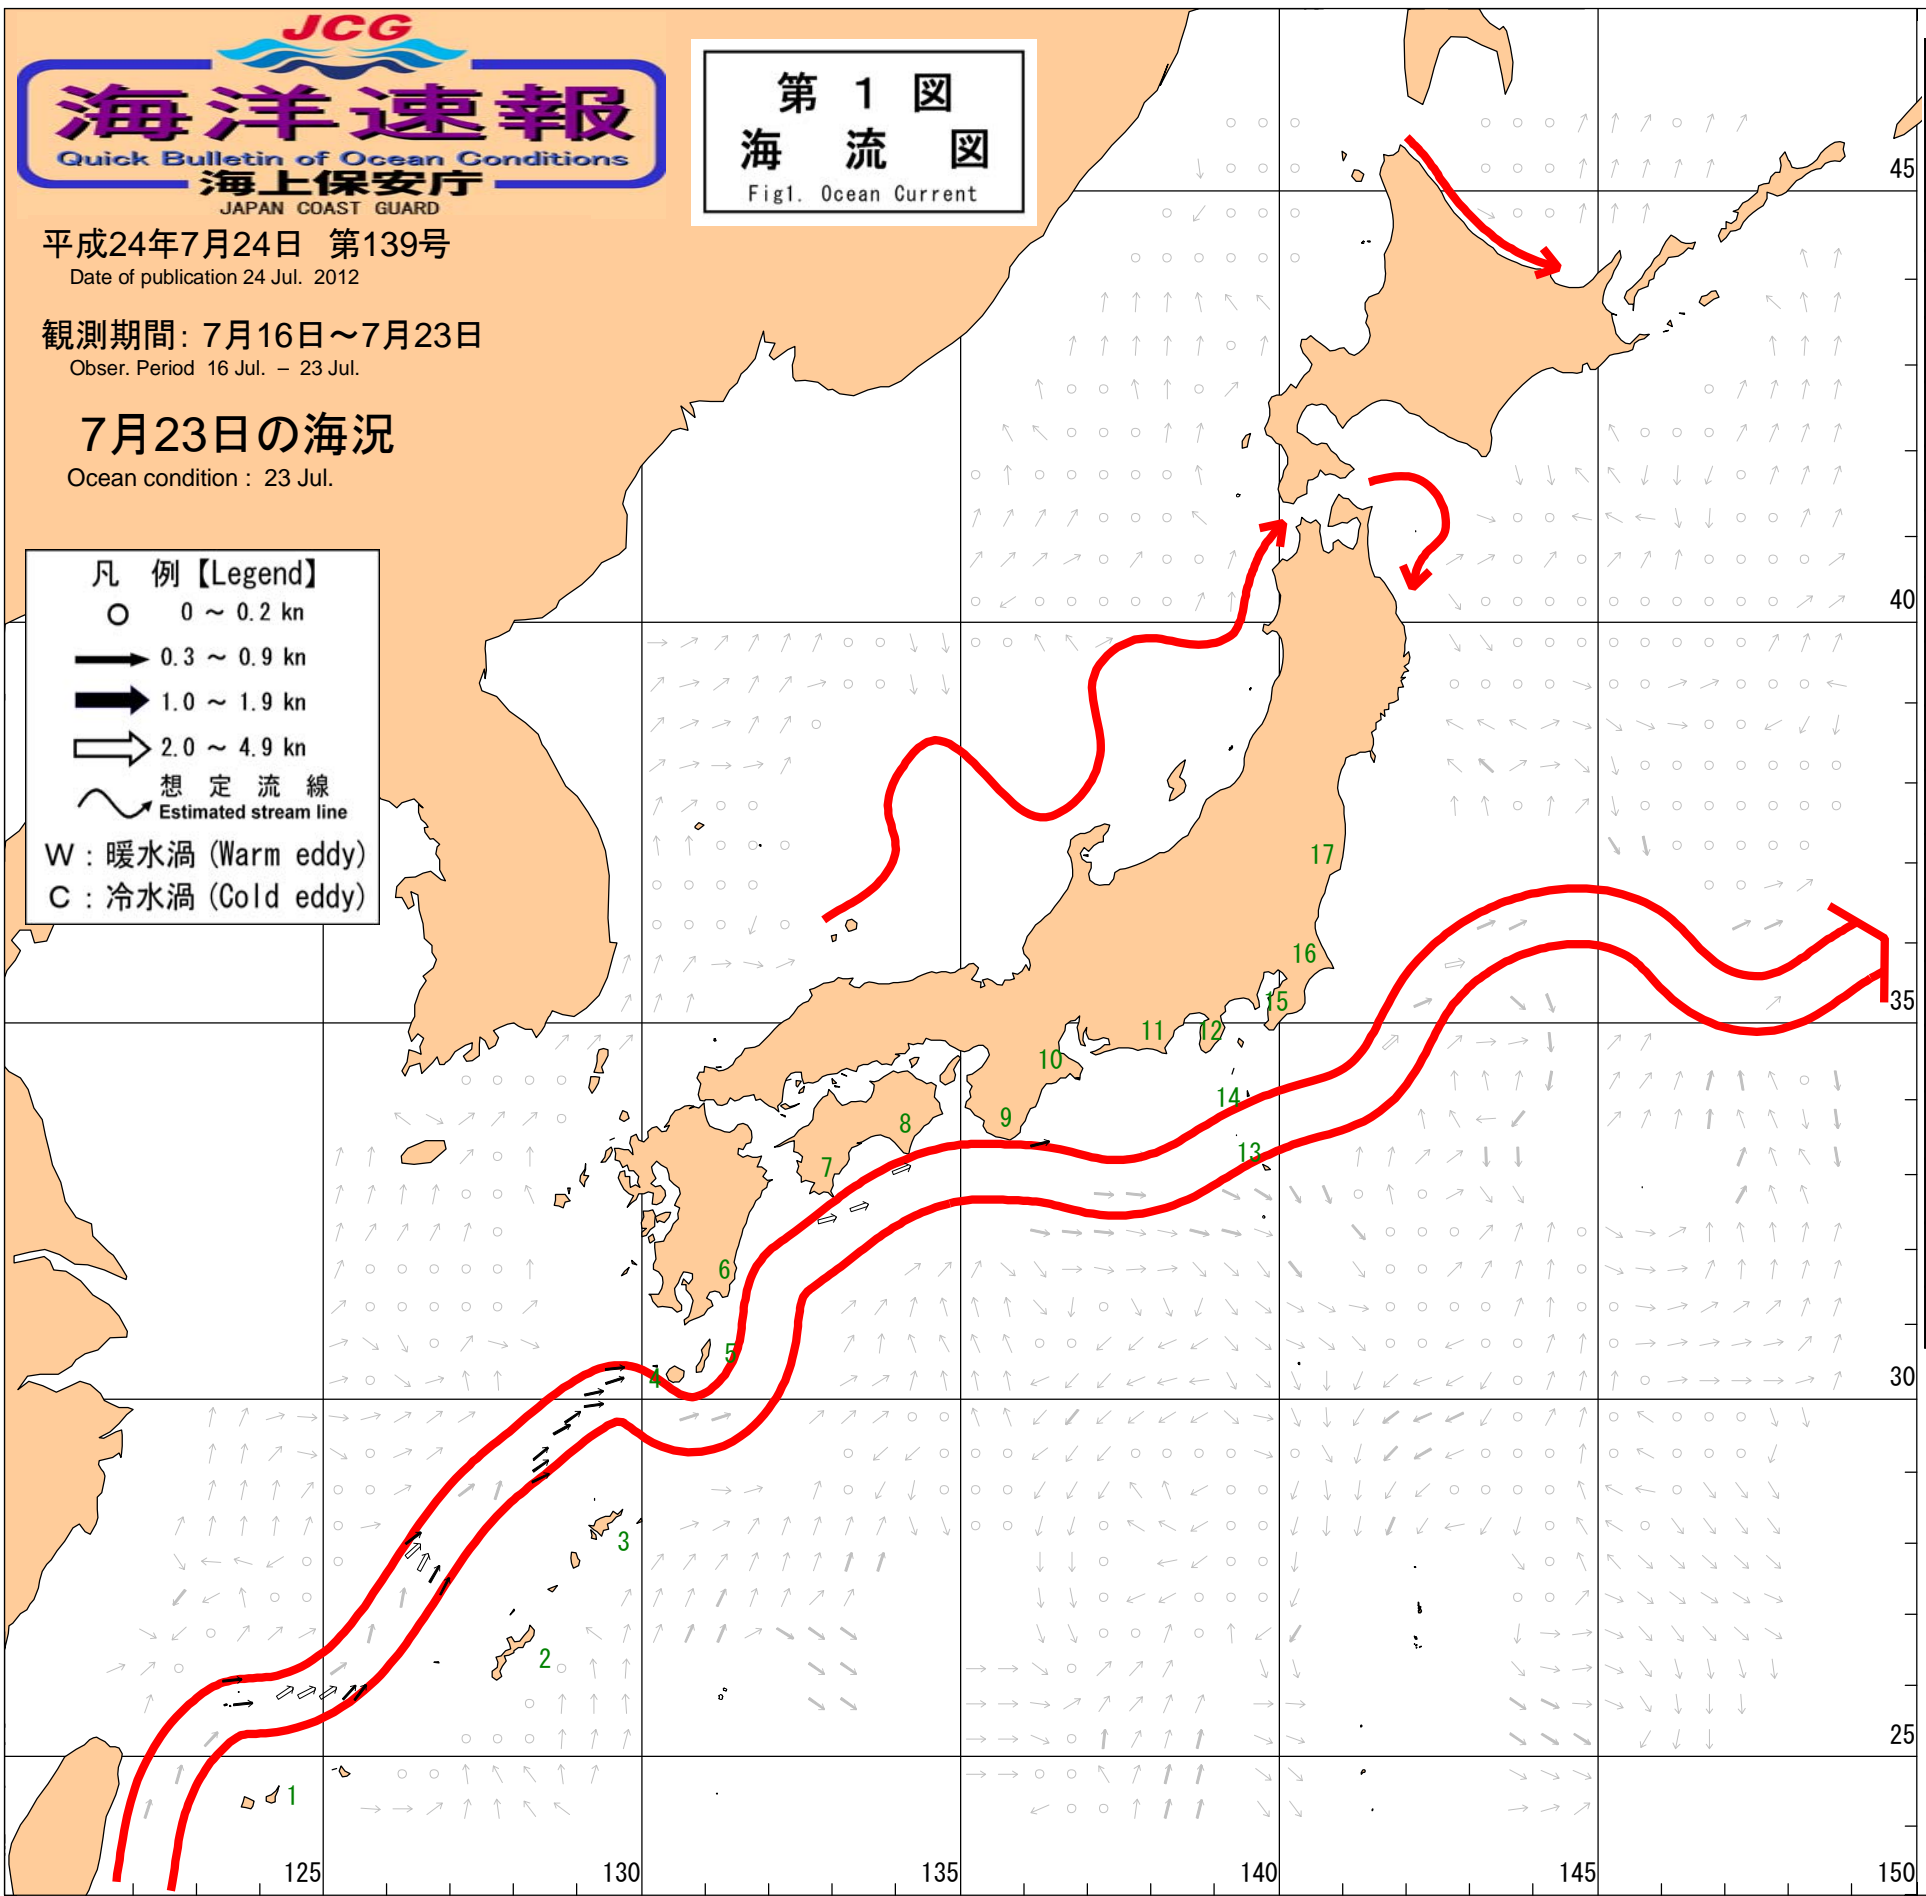 JCG
海洋速報
Quick Bulletin of Ocean Conditions
海上保安庁
JAPAN COAST GUARD
第 1 図
海 流 図
Fig1. Ocean Current
平成24年7月24日 第139号
Date of publication 24 Jul. 2012
観測期間: 7月16日～7月23日
Obser. Period 16 Jul. – 23 Jul.
7月23日の海況
Ocean condition : 23 Jul.
凡 例【Legend】
0 ～ 0.2 kn
0.3 ～ 0.9 kn
1.0 ～ 1.9 kn
2.0 ～ 4.9 kn
想 定 流 線
Estimated stream line
W : 暖水渦 (Warm eddy)
C : 冷水渦 (Cold eddy)
45
40
35
30
25
17
16
15
12
11
10
14
9
8
13
7
6
5
4
3
2
1
125
130
135
140
145
150